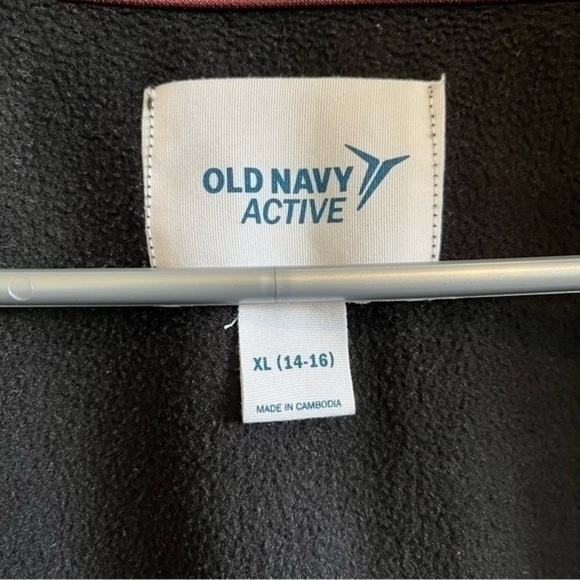 OLD NAVY
ACTIVE
XL (14-16)
MADE IN CAMBODIA